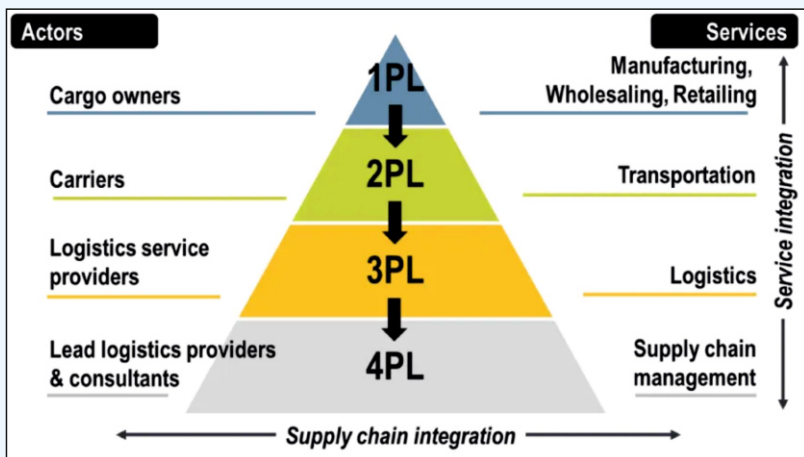 Actors
Services
1PL
Cargo owners
Manufacturing,
Wholesaling, Retailing
2PL
Carriers
Transportation
3PL
Logistics service
providers
Logistics
4PL
Lead logistics providers
& consultants
Supply chain
management
Service integration
Supply chain integration